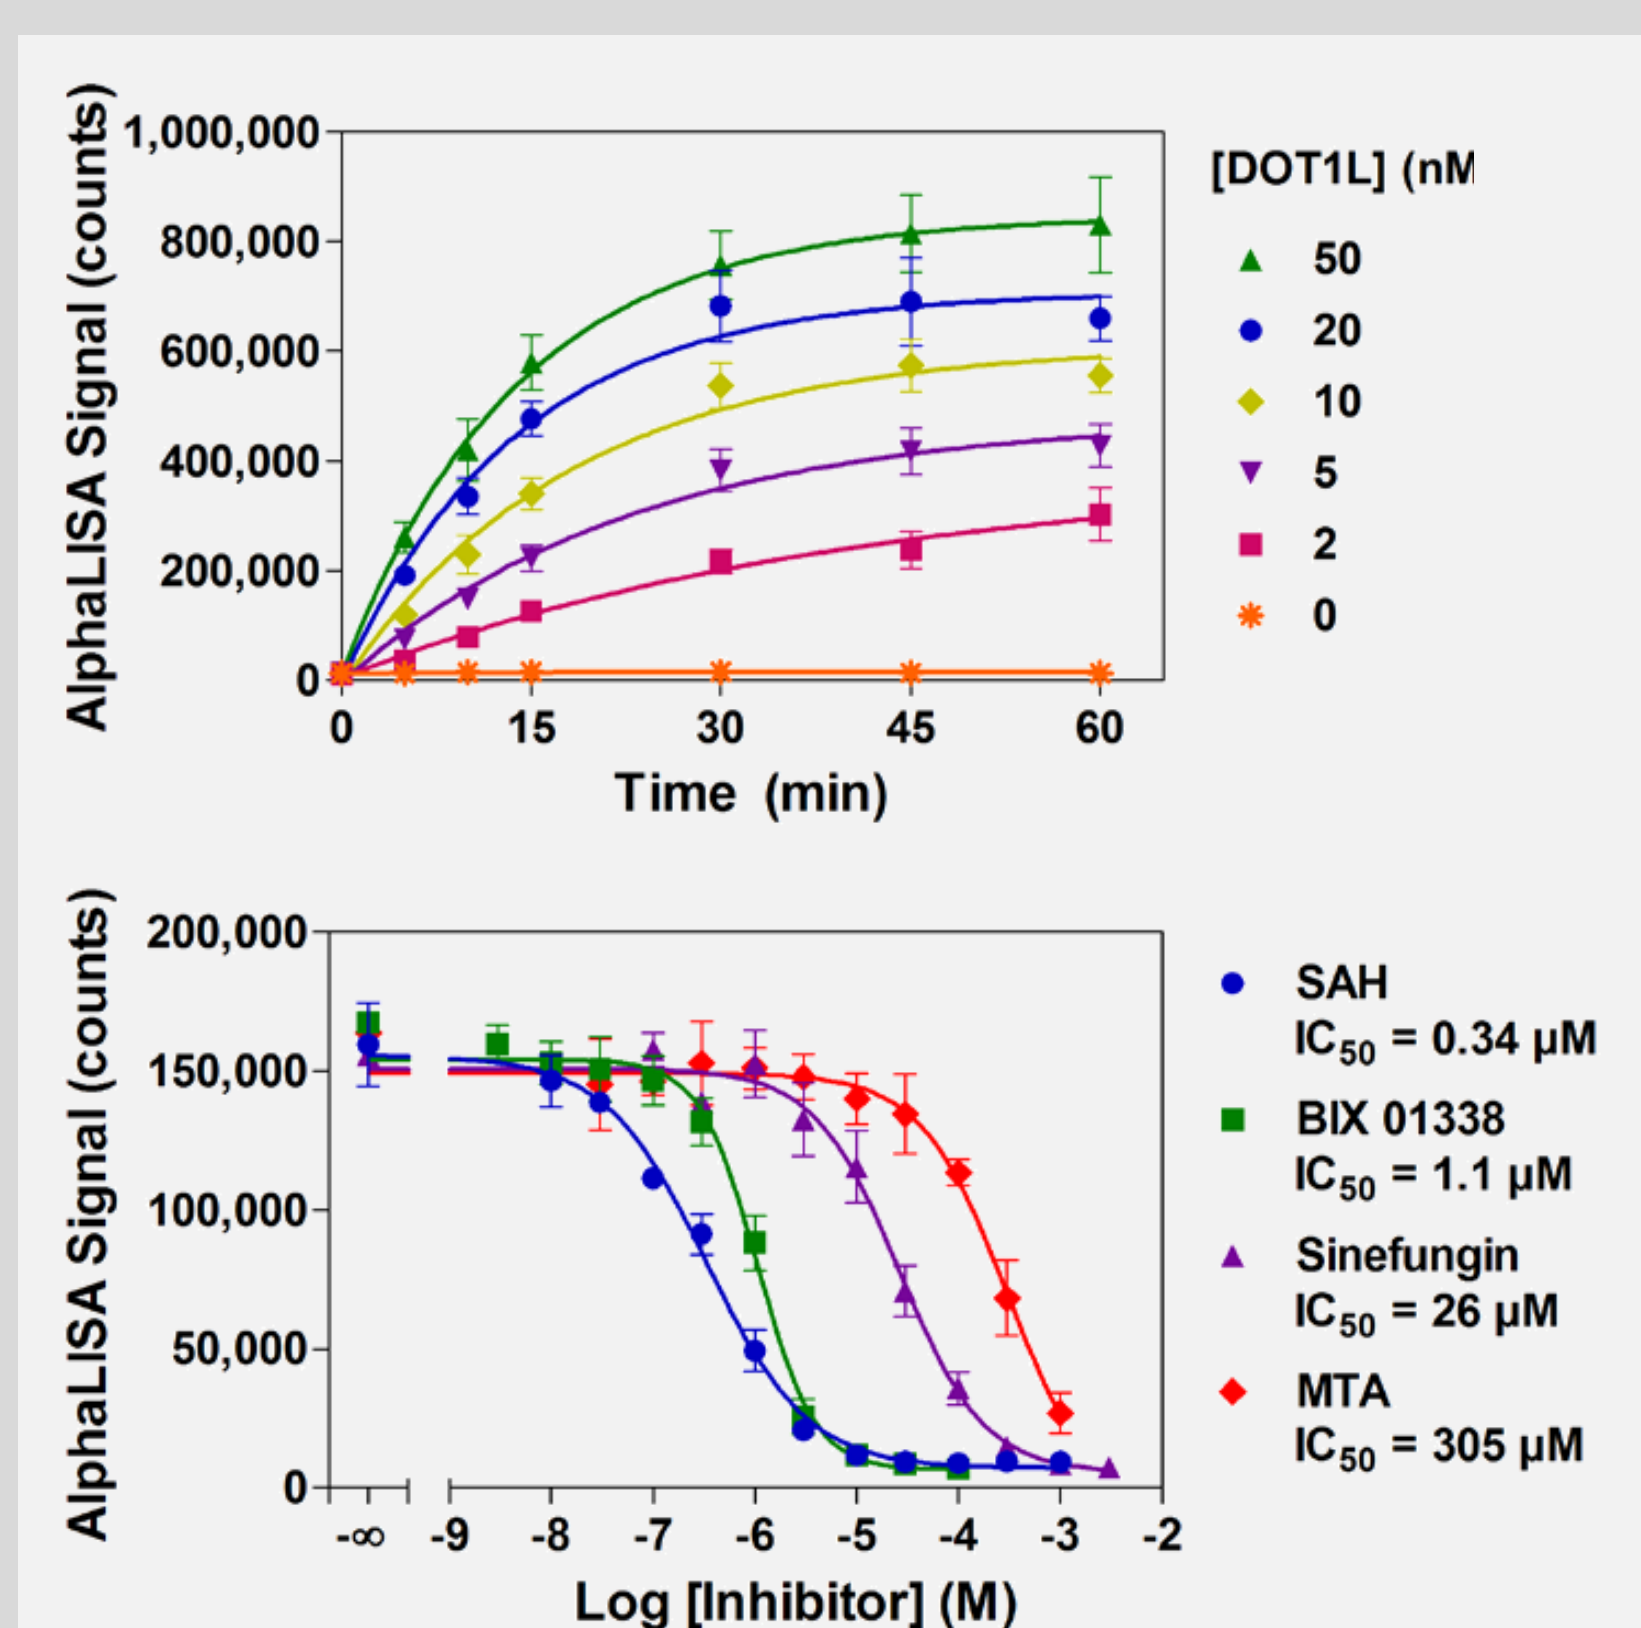 AlphaLISA Signal (counts)
1,000,000
800,000
600,000
400,000
200,000
0
0 15 30 45 60
Time (min)
[DOT1L] (nM
50
20
10
5
2
0
AlphaLISA Signal (counts)
200,000
150,000
100,000
50,000
0
-∞ -9 -8 -7 -6 -5 -4 -3 -2
Log [Inhibitor] (M)
SAH
IC50 = 0.34 µM
BIX 01338
IC50 = 1.1 µM
Sinefungin
IC50 = 26 µM
MTA
IC50 = 305 µM